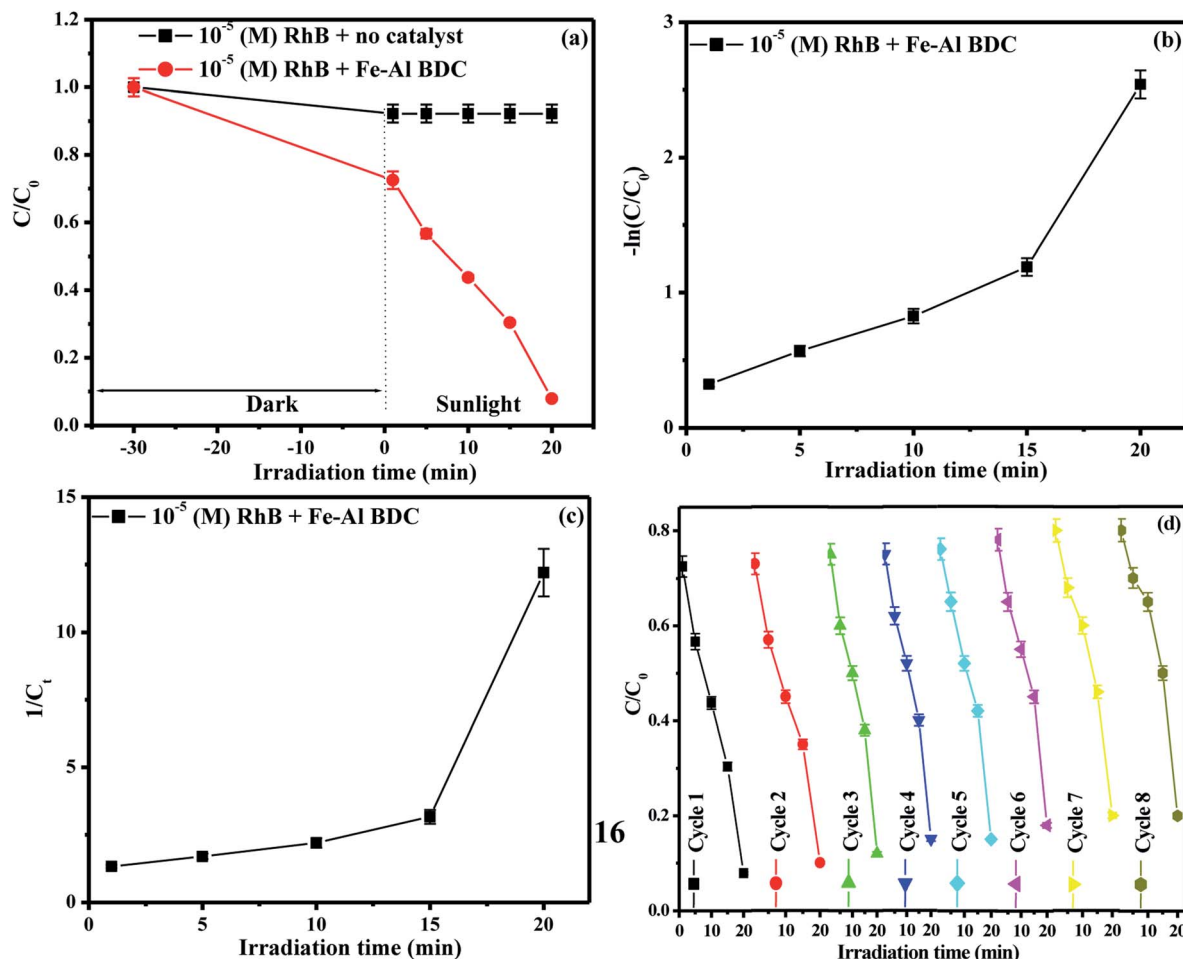 (a)
10⁻⁵ (M) RhB + no catalyst
10⁻⁵ (M) RhB + Fe-Al BDC
1.2
1.0
0.8
0.6
0.4
0.2
0.0
C/C₀
Dark
Sunlight
-30 -20 -10 0 10 20
Irradiation time (min)
(b)
10⁻⁵ (M) RhB + Fe-Al BDC
3
2
1
0
-ln(C/C₀)
0 5 10 15 20
Irradiation time (min)
(c)
10⁻⁵ (M) RhB + Fe-Al BDC
15
10
5
0
1/Cₜ
0 5 10 15 20
Irradiation time (min)
16
(d)
0.8
0.6
0.4
0.2
0.0
C/C₀
Cycle 1
Cycle 2
Cycle 3
Cycle 4
Cycle 5
Cycle 6
Cycle 7
Cycle 8
0 10 20 10 20 10 20 10 20 10 20 10 20 10 20 10 20
Irradiation time (min)